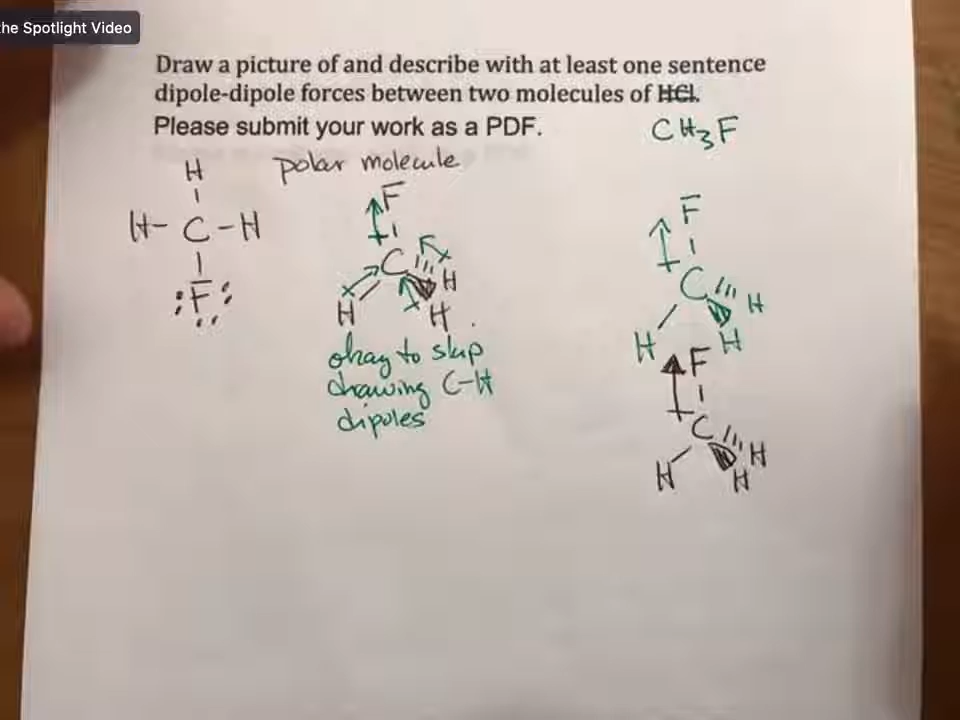 the Spotlight Video
Draw a picture of and describe with at least one sentence
dipole-dipole forces between two molecules of HCl.
Please submit your work as a PDF.
CH3F
polar molecule
H
H- C -H
:F:
F
C
H
H
H
okay to skip
drawing C-H
dipoles
F
C
H
H
H
F
C
H
H
H